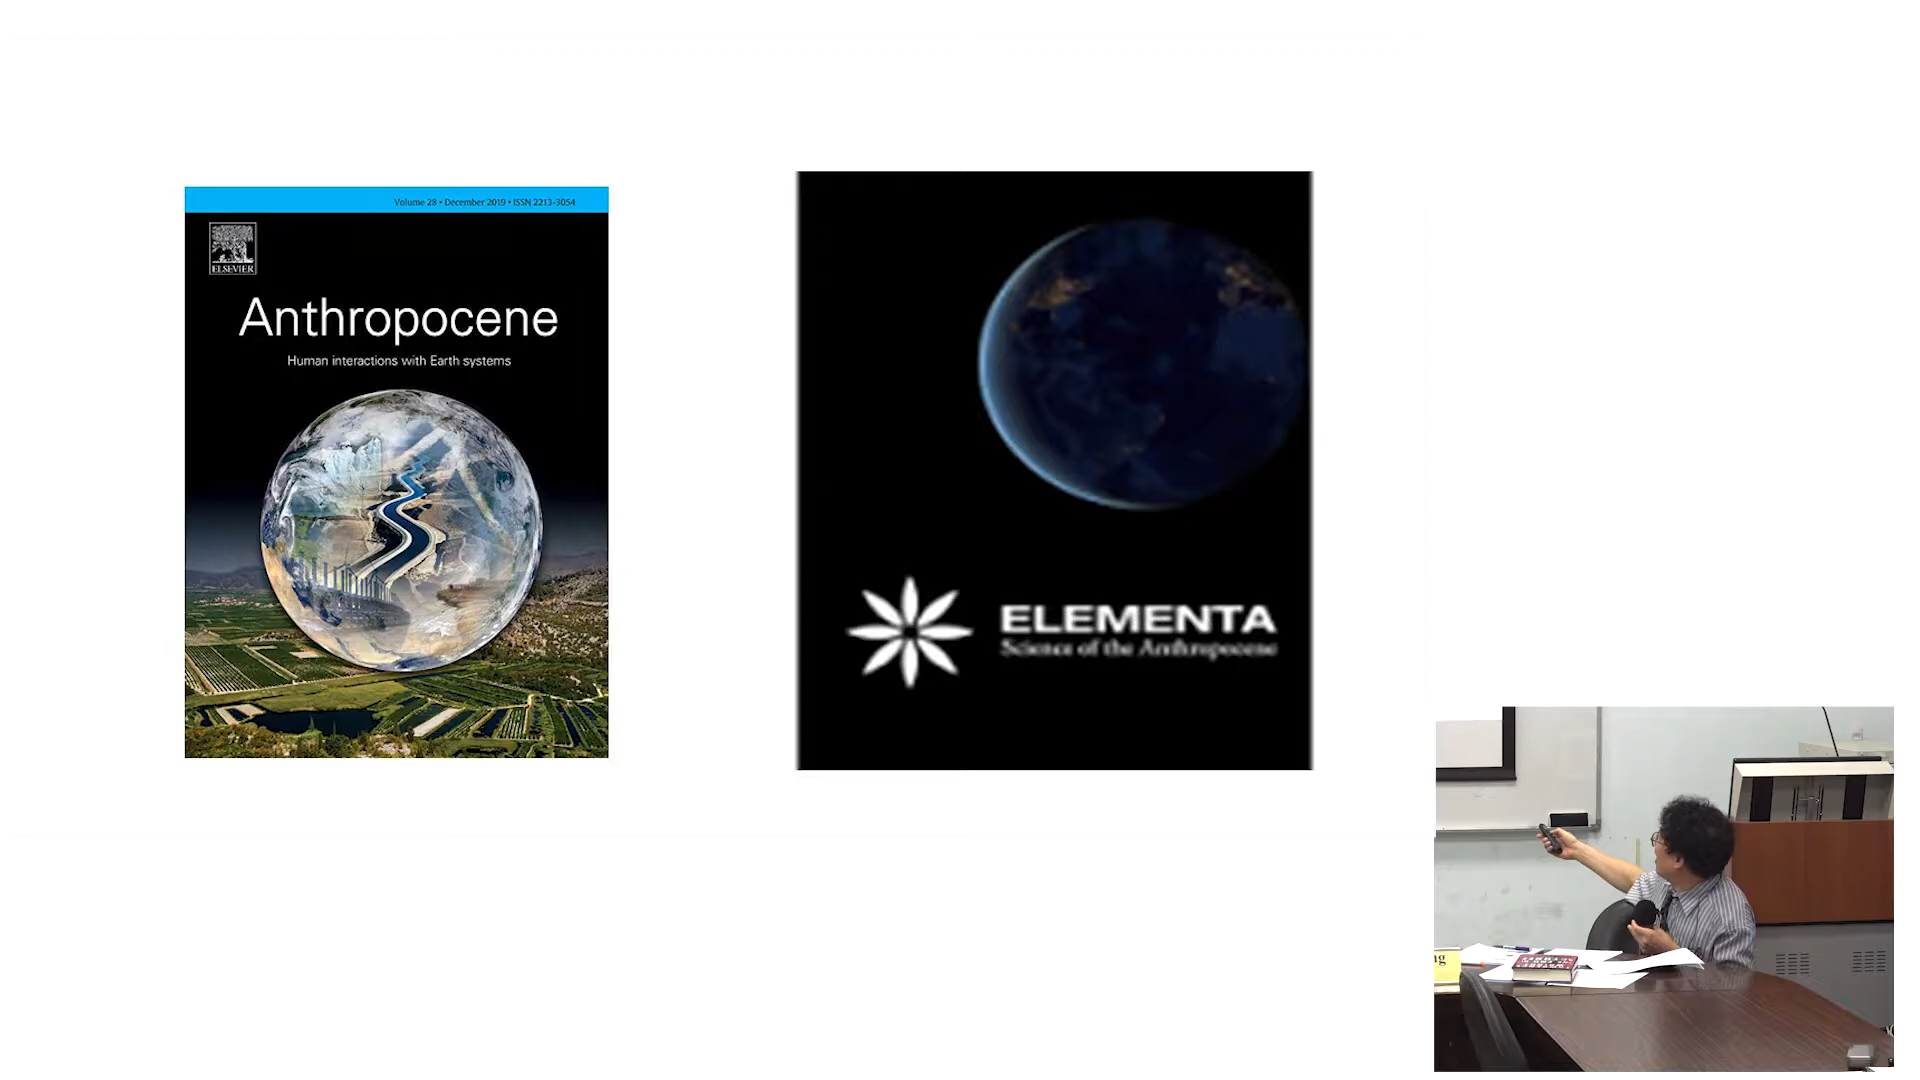 Volume 28 • December 2019 • ISSN 2213-3054
ELSEVIER
Anthropocene
Human interactions with Earth systems
ELEMENTA
Science of the Anthropocene
ng